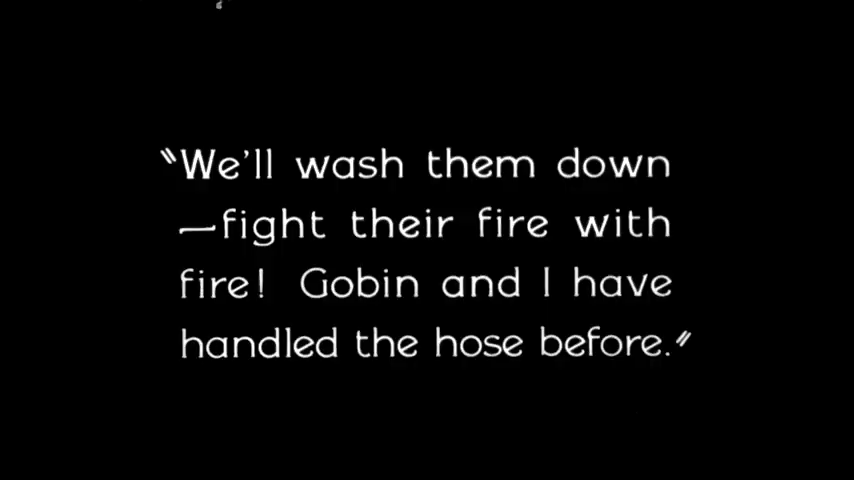 "We'll wash them down
—fight their fire with
fire! Gobin and I have
handled the hose before."